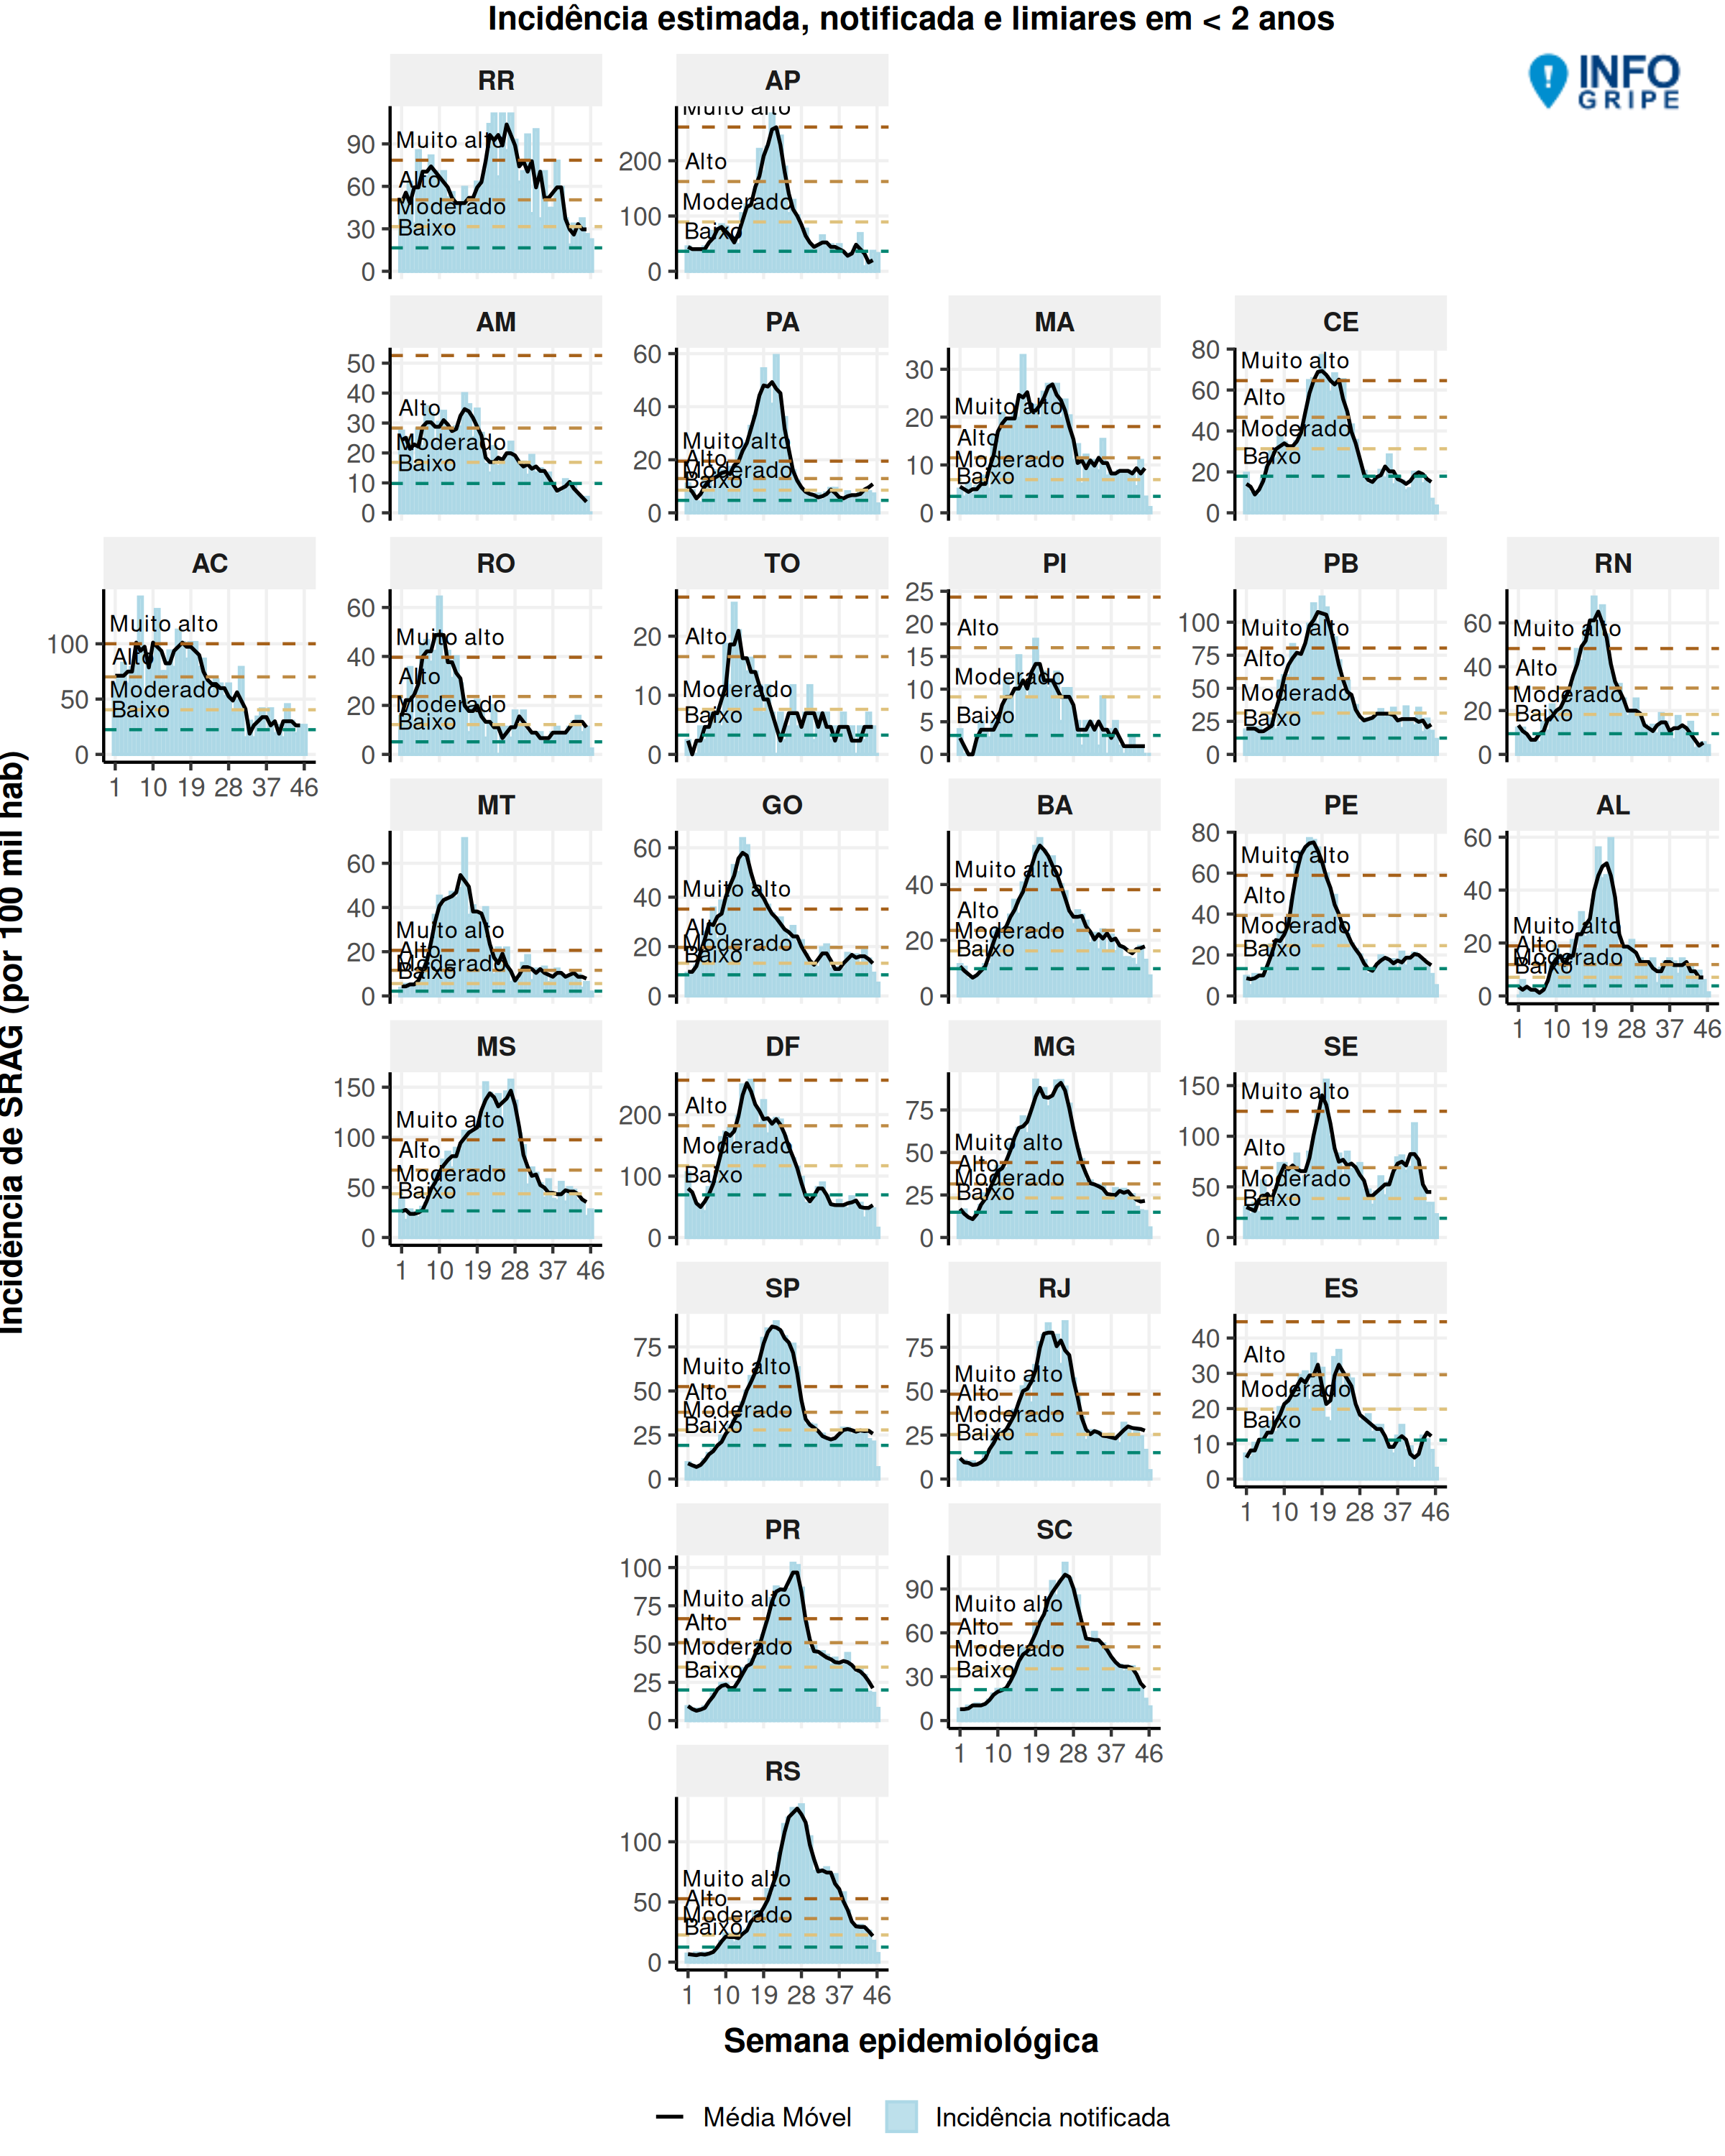 Incidência estimada, notificada e limiares em < 2 anos
INFO
GRIPE
RR
AP
90
60
30
0
Muito alto
Alto
Moderado
Baixo
200
100
0
Muito alto
Alto
Moderado
Baixo
AM
PA
MA
CE
50
40
30
20
10
0
Alto
Moderado
Baixo
60
40
20
0
Muito alto
Alto
Moderado
Baixo
30
20
10
0
Muito alto
Alto
Moderado
Baixo
80
60
40
20
0
Muito alto
Alto
Moderado
Baixo
AC
RO
TO
PI
PB
RN
100
50
0
Muito alto
Alto
Moderado
Baixo
1 10 19 28 37 46
60
40
20
0
Muito alto
Alto
Moderado
Baixo
20
10
0
Alto
Moderado
Baixo
25
20
15
10
5
0
Alto
Moderado
Baixo
100
75
50
25
0
Muito alto
Alto
Moderado
Baixo
60
40
20
0
Muito alto
Alto
Moderado
Baixo
MT
GO
BA
PE
AL
60
40
20
0
Muito alto
Alto
Moderado
Baixo
60
40
20
0
Muito alto
Alto
Moderado
Baixo
40
20
0
Muito alto
Alto
Moderado
Baixo
80
60
40
20
0
Muito alto
Alto
Moderado
Baixo
60
40
20
0
Muito alto
Alto
Moderado
Baixo
1 10 19 28 37 46
MS
DF
MG
SE
150
100
50
0
Muito alto
Alto
Moderado
Baixo
1 10 19 28 37 46
200
100
0
Alto
Moderado
Baixo
75
50
25
0
Muito alto
Alto
Moderado
Baixo
150
100
50
0
Muito alto
Alto
Moderado
Baixo
SP
RJ
ES
75
50
25
0
Muito alto
Alto
Moderado
Baixo
75
50
25
0
Muito alto
Alto
Moderado
Baixo
40
30
20
10
0
Alto
Moderado
Baixo
1 10 19 28 37 46
PR
SC
100
75
50
25
0
Muito alto
Alto
Moderado
Baixo
90
60
30
0
Muito alto
Alto
Moderado
Baixo
1 10 19 28 37 46
RS
100
50
0
Muito alto
Alto
Moderado
Baixo
1 10 19 28 37 46
Incidência de SRAG (por 100 mil hab)
Semana epidemiológica
Média Móvel
Incidência notificada